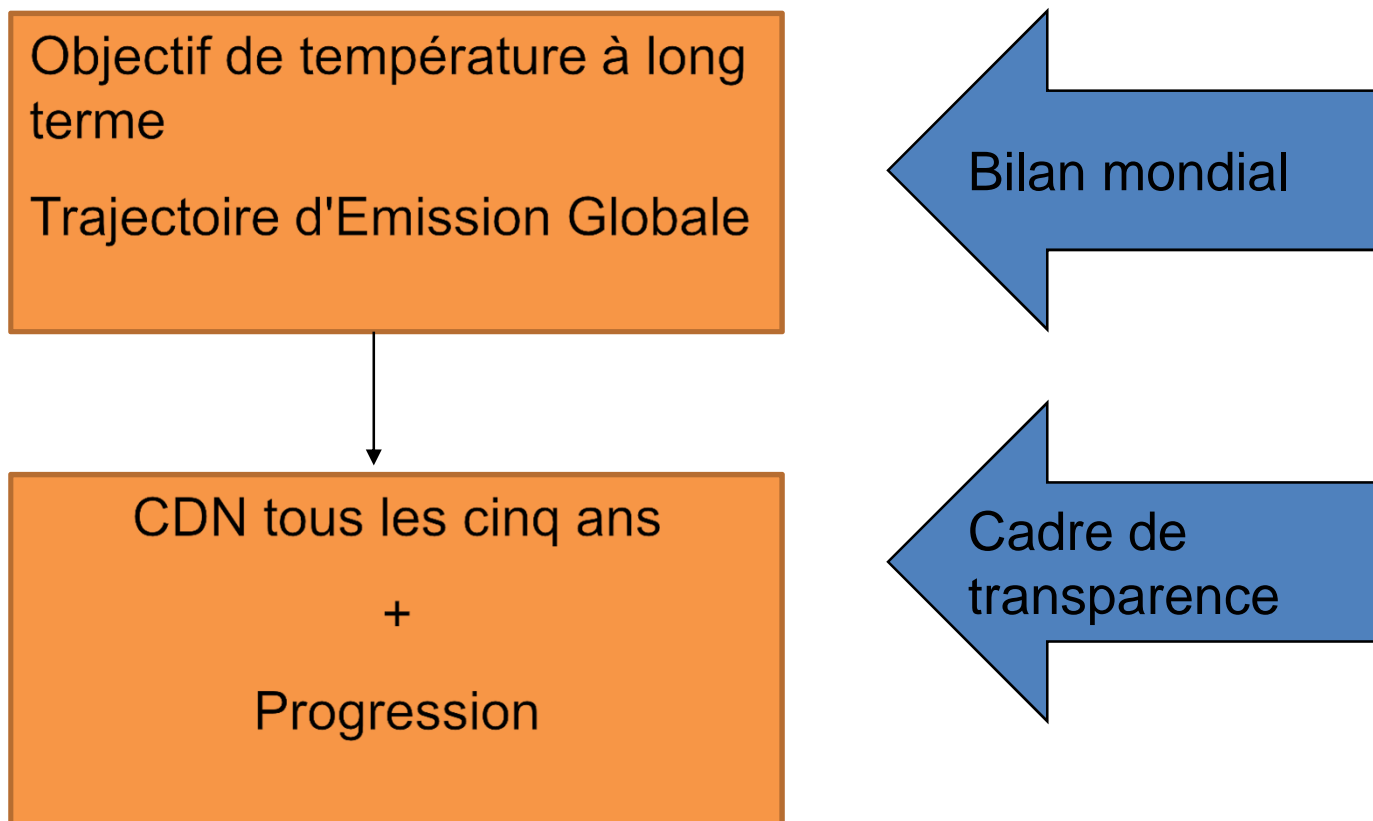 Objectif de température à long
terme
Trajectoire d'Emission Globale
Bilan mondial
CDN tous les cinq ans
+
Progression
Cadre de
transparence